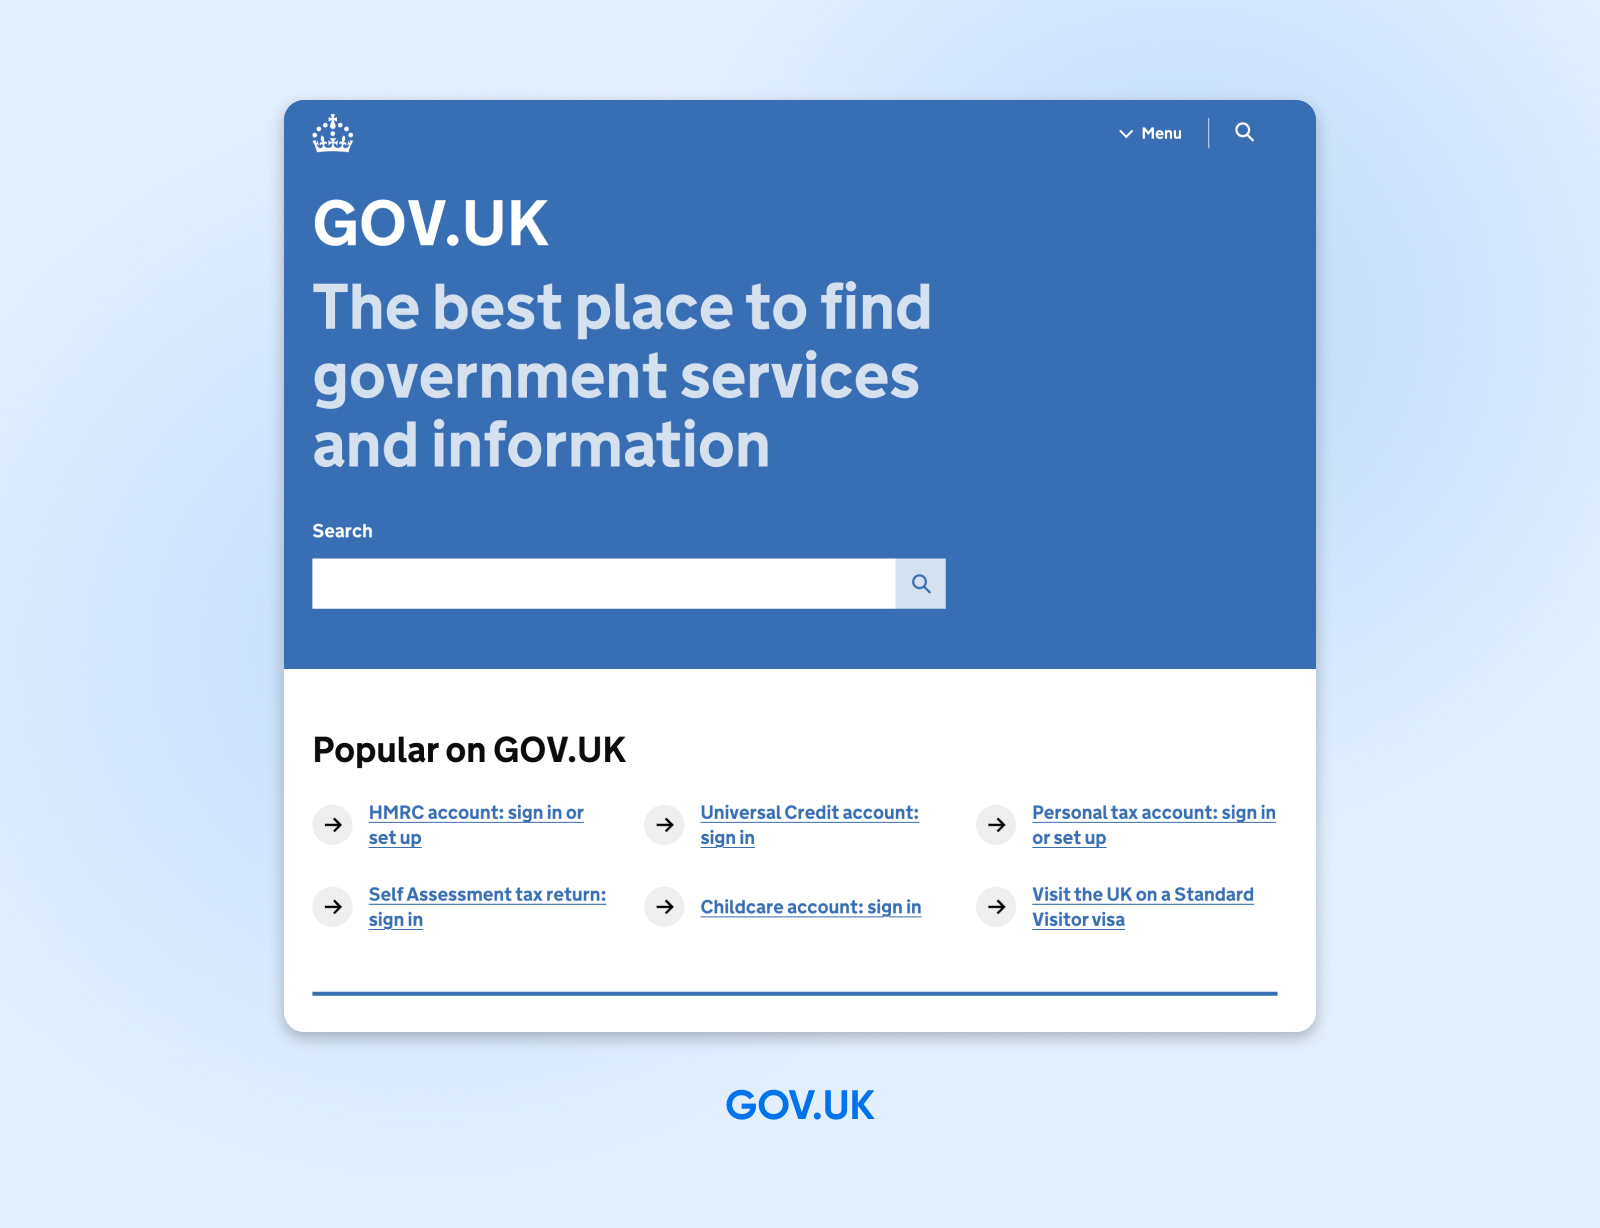 Menu
GOV.UK
The best place to find
government services
and information
Search
Popular on GOV.UK
HMRC account: sign in or
set up
Universal Credit account:
sign in
Personal tax account: sign in
or set up
Self Assessment tax return:
sign in
Childcare account: sign in
Visit the UK on a Standard
Visitor visa
GOV.UK